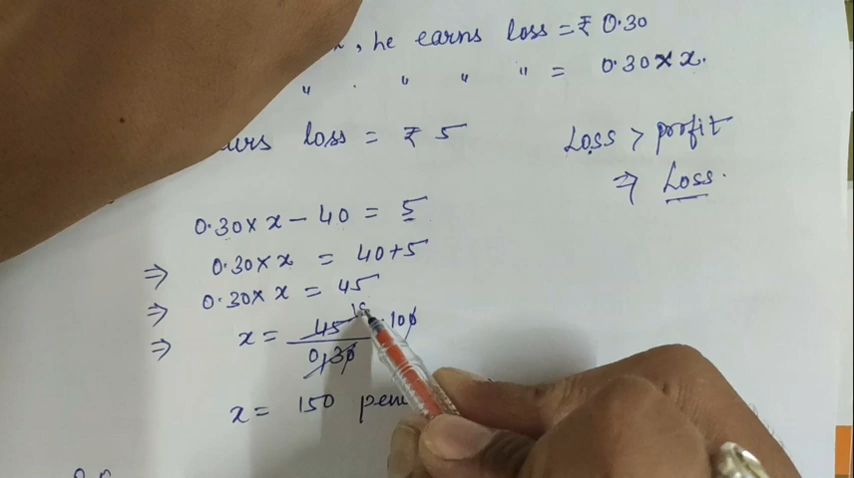 , he earns loss = ₹ 0.30
" . " " " = 0.30 × x.
loss = ₹ 5
Loss > profit
⇒ Loss.
0.30 × x − 40 = 5
⇒ 0.30 × x = 40 + 5
⇒ 0.30 × x = 45
⇒ x = 45 × 100 / 0.30
x = 150